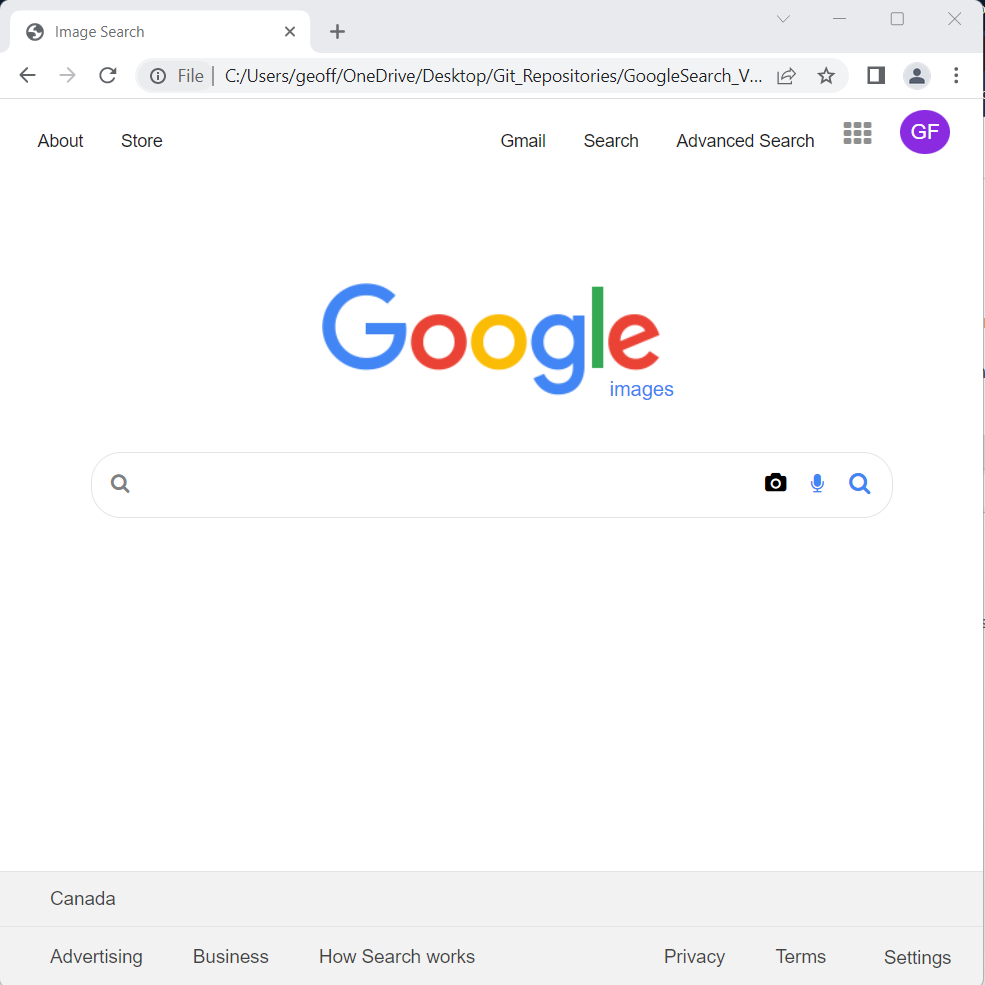 Image Search
File | C:/Users/geoff/OneDrive/Desktop/Git_Repositories/GoogleSearch_V...
About Store Gmail Search Advanced Search GF
Google
images
Canada
Advertising Business How Search works Privacy Terms Settings